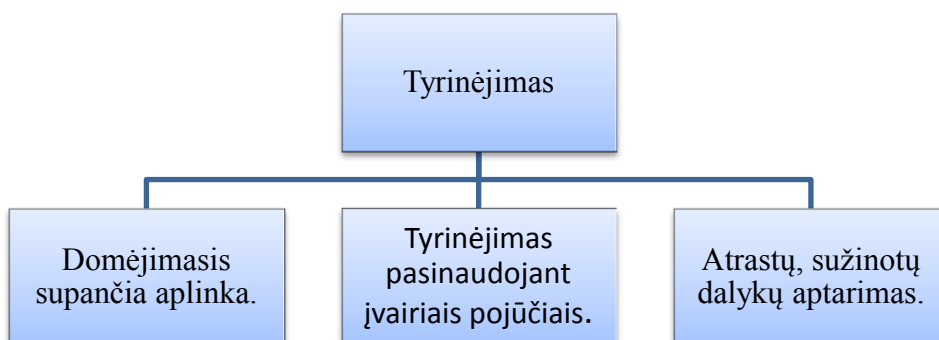 Tyrinėjimas
Domėjimasis
supančia aplinka.
Tyrinėjimas
pasinaudojant
įvairiais pojūčiais.
Atrastų, sužinotų
dalykų aptarimas.